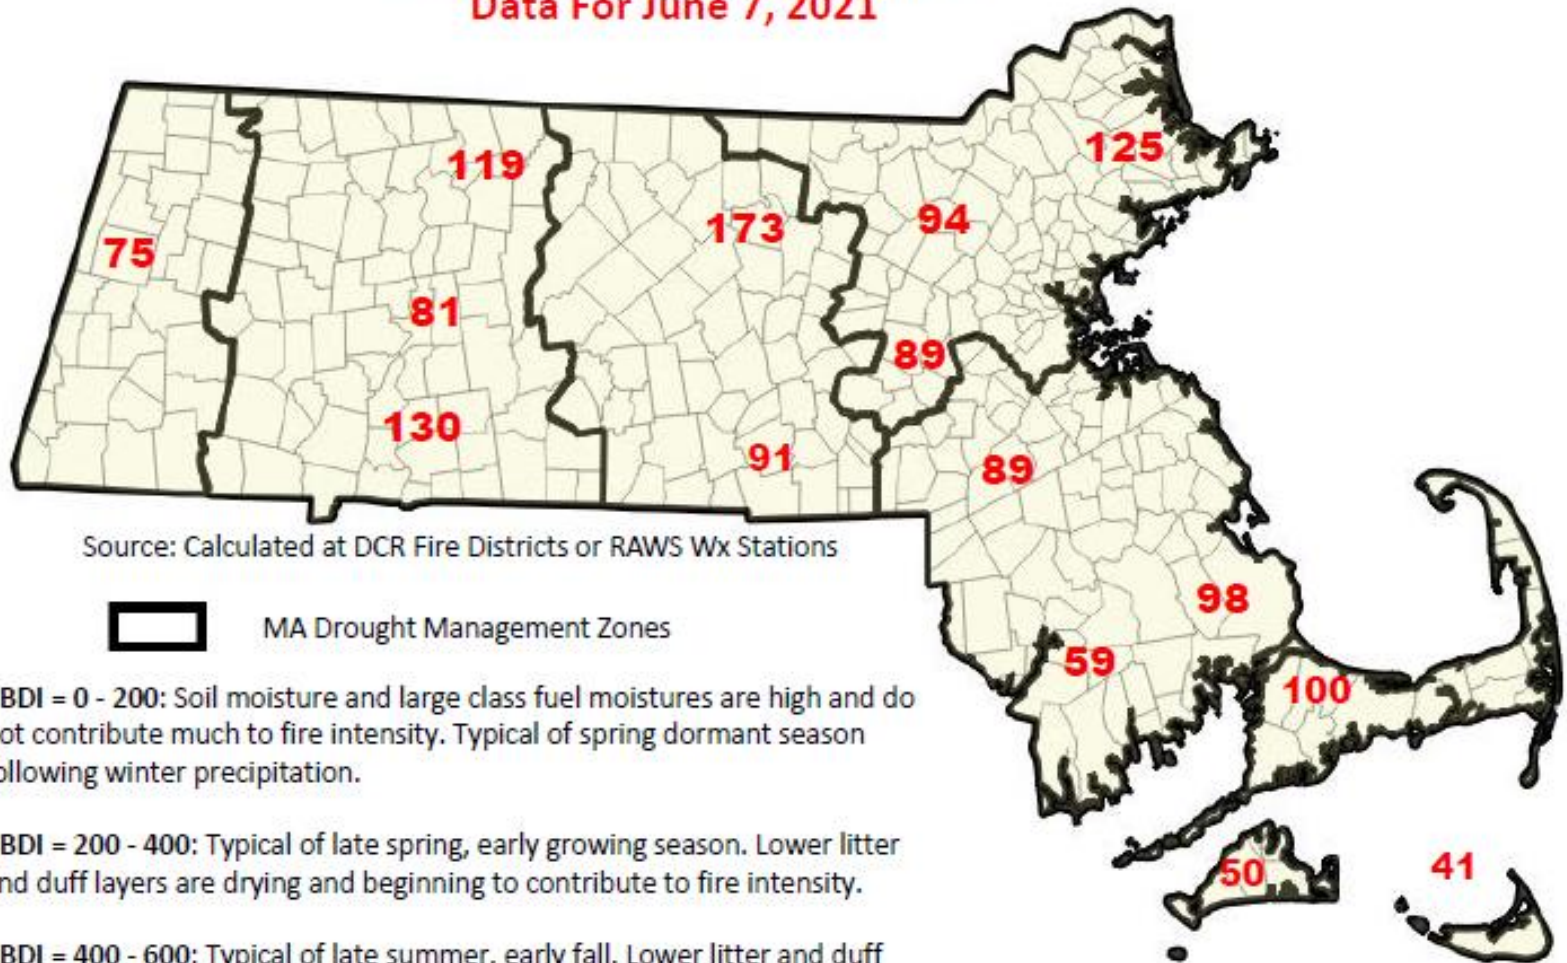 Data For June 7, 2021
125
119
173
94
75
81
89
130
91
89
Source: Calculated at DCR Fire Districts or RAWS Wx Stations
98
MA Drought Management Zones
59
100
BDI = 0 - 200: Soil moisture and large class fuel moistures are high and do
ot contribute much to fire intensity. Typical of spring dormant season
ollowing winter precipitation.
BDI = 200 - 400: Typical of late spring, early growing season. Lower litter
nd duff layers are drying and beginning to contribute to fire intensity.
50
41
BDI = 400 - 600: Typical of late summer, early fall. Lower litter and duff